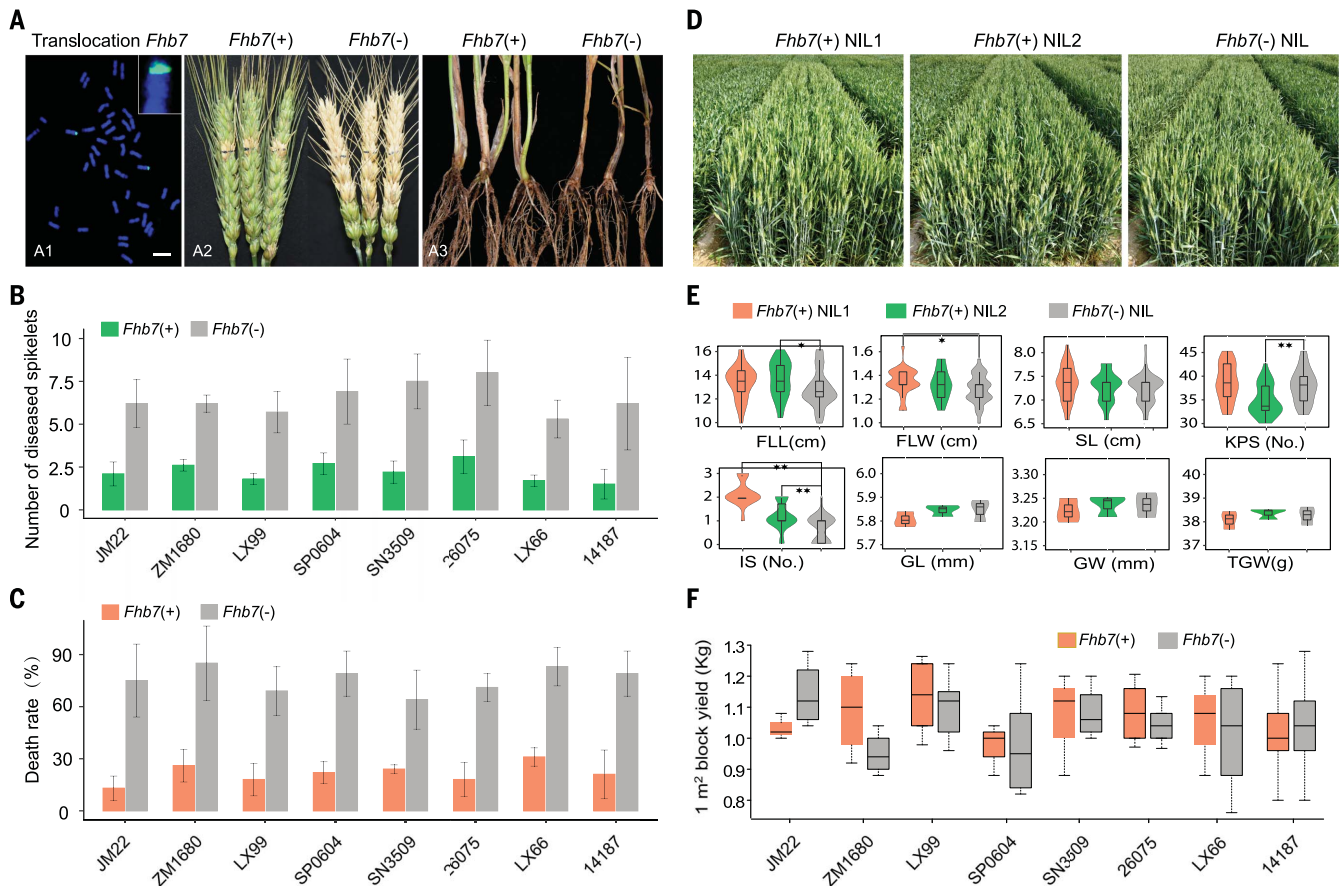 A
Translocation Fhb7 Fhb7(+) Fhb7(-) Fhb7(+) Fhb7(-)
A1 A2 A3
B
Fhb7(+) Fhb7(-)
Number of diseased spikelets
10
7.5
5.0
2.5
0
JM22 ZM1680 LX99 SP0604 SN3509 26075 LX66 14187
C
Fhb7(+) Fhb7(-)
Death rate (%)
90
60
30
0
JM22 ZM1680 LX99 SP0604 SN3509 26075 LX66 14187
D
Fhb7(+) NIL1 Fhb7(+) NIL2 Fhb7(-) NIL
E
Fhb7(+) NIL1 Fhb7(+) NIL2 Fhb7(-) NIL
16
14
12
10
*
FLL(cm)
1.6
1.4
1.2
1.0
*
FLW (cm)
8.0
7.5
7.0
6.5
6.0
SL (cm)
45
40
35
30
**
KPS (No.)
3
2
1
0
**
**
IS (No.)
6.0
5.9
5.8
5.7
GL (mm)
3.30
3.25
3.20
3.15
GW (mm)
40
39
38
37
TGW(g)
F
Fhb7(+) Fhb7(-)
1 m² block yield (Kg)
1.3
1.2
1.1
1.0
0.9
0.8
JM22 ZM1680 LX99 SP0604 SN3509 26075 LX66 14187